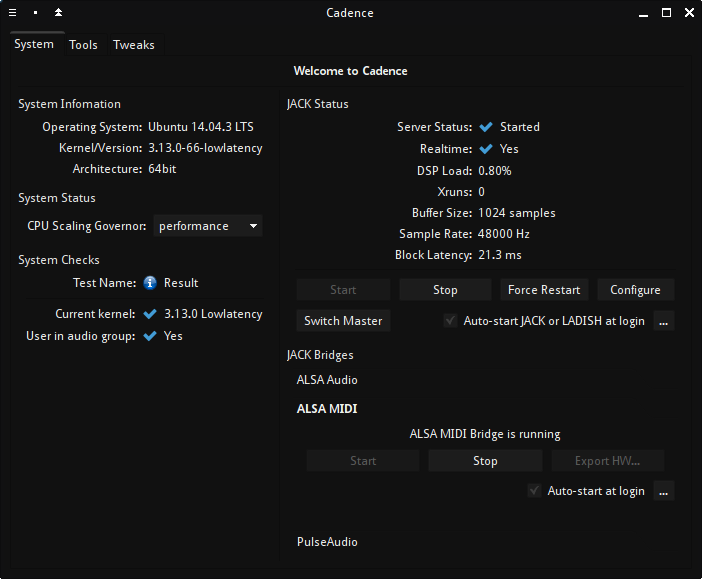 Cadence
System Tools Tweaks
Welcome to Cadence
System Infomation
Operating System: Ubuntu 14.04.3 LTS
Kernel/Version: 3.13.0-66-lowlatency
Architecture: 64bit
System Status
CPU Scaling Governor: performance
System Checks
Test Name: Result
Current kernel: 3.13.0 Lowlatency
User in audio group: Yes
JACK Status
Server Status: Started
Realtime: Yes
DSP Load: 0.80%
Xruns: 0
Buffer Size: 1024 samples
Sample Rate: 48000 Hz
Block Latency: 21.3 ms
Start Stop Force Restart Configure
Switch Master Auto-start JACK or LADISH at login ...
JACK Bridges
ALSA Audio
ALSA MIDI
ALSA MIDI Bridge is running
Start Stop Export HW...
Auto-start at login ...
PulseAudio